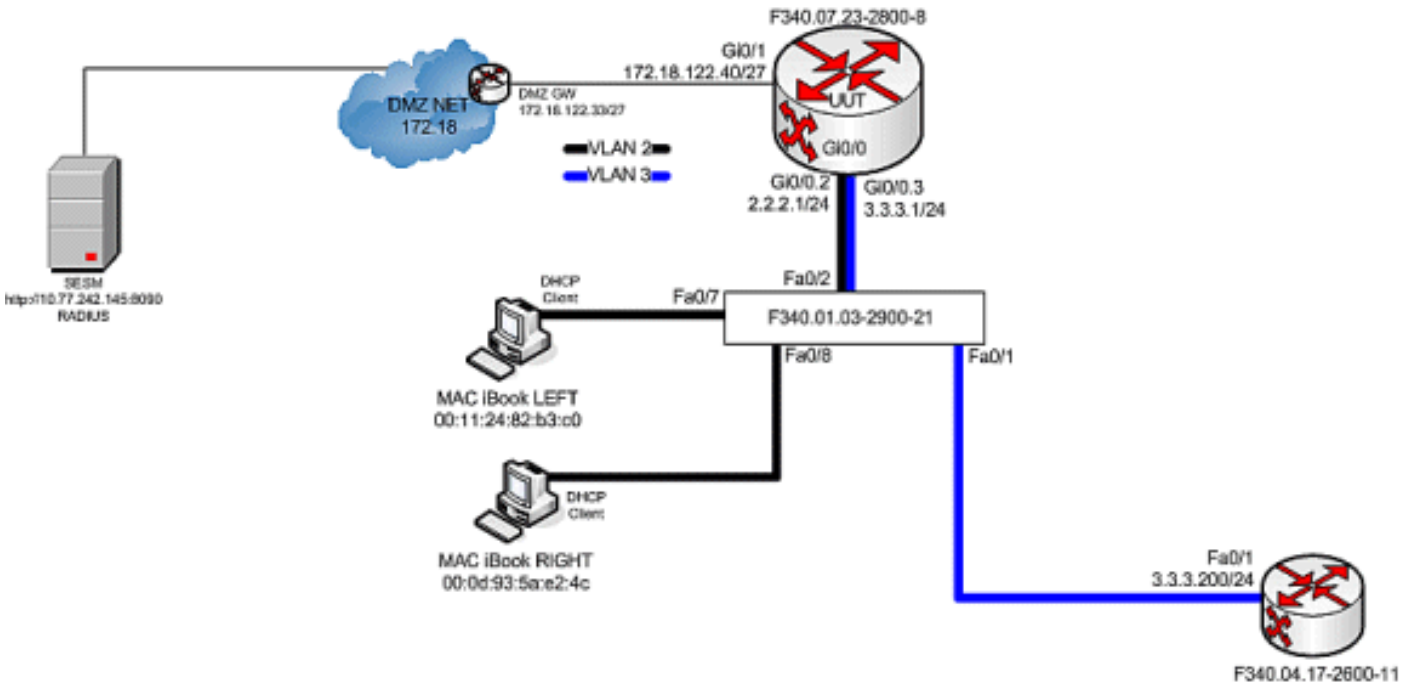 F340.07.23-2800-8
Gi0/1
172.18.122.40/27
DMZ GW
172.18.122.33/27
DMZ NET
172.18
UUT
Gi0/0
VLAN 2
VLAN 3
Gi0/0.2
2.2.2.1/24
Gi0/0.3
3.3.3.1/24
SESM
http://10.77.242.145:8090
RADIUS
DHCP
Client
Fa0/7
Fa0/2
F340.01.03-2900-21
Fa0/8
Fa0/1
MAC iBook LEFT
00:11:24:82:b3:c0
DHCP
Client
MAC iBook RIGHT
00:0d:93:5a:e2:4c
Fa0/1
3.3.3.200/24
F340.04.17-2600-11